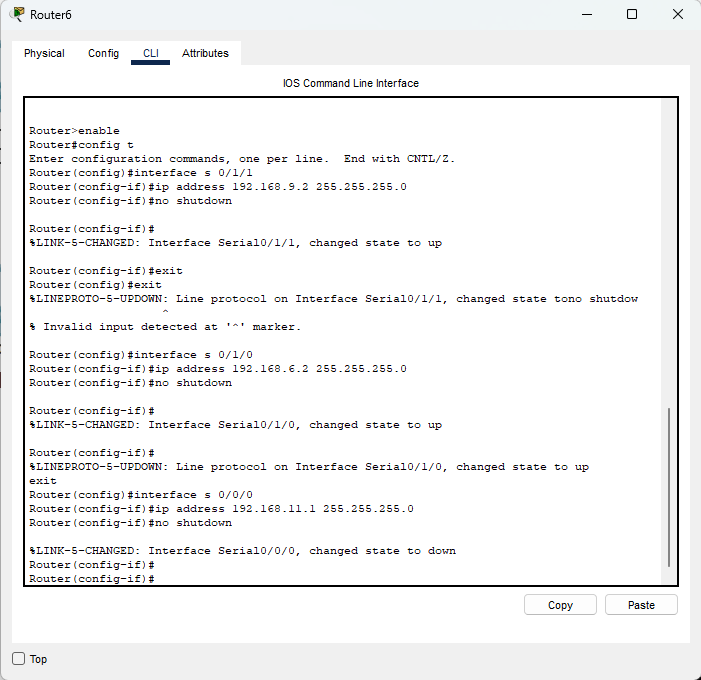 Router6
Physical Config CLI Attributes
IOS Command Line Interface
Router>enable
Router#config t
Enter configuration commands, one per line.  End with CNTL/Z.
Router(config)#interface s 0/1/1
Router(config-if)#ip address 192.168.9.2 255.255.255.0
Router(config-if)#no shutdown
Router(config-if)#
%LINK-5-CHANGED: Interface Serial0/1/1, changed state to up
Router(config-if)#exit
Router(config)#exit
%LINEPROTO-5-UPDOWN: Line protocol on Interface Serial0/1/1, changed state tono shutdow
^
% Invalid input detected at '^' marker.
Router(config)#interface s 0/1/0
Router(config-if)#ip address 192.168.6.2 255.255.255.0
Router(config-if)#no shutdown
Router(config-if)#
%LINK-5-CHANGED: Interface Serial0/1/0, changed state to up
Router(config-if)#
%LINEPROTO-5-UPDOWN: Line protocol on Interface Serial0/1/0, changed state to up
exit
Router(config)#interface s 0/0/0
Router(config-if)#ip address 192.168.11.1 255.255.255.0
Router(config-if)#no shutdown
%LINK-5-CHANGED: Interface Serial0/0/0, changed state to down
Router(config-if)#
Router(config-if)#
Copy Paste
Top